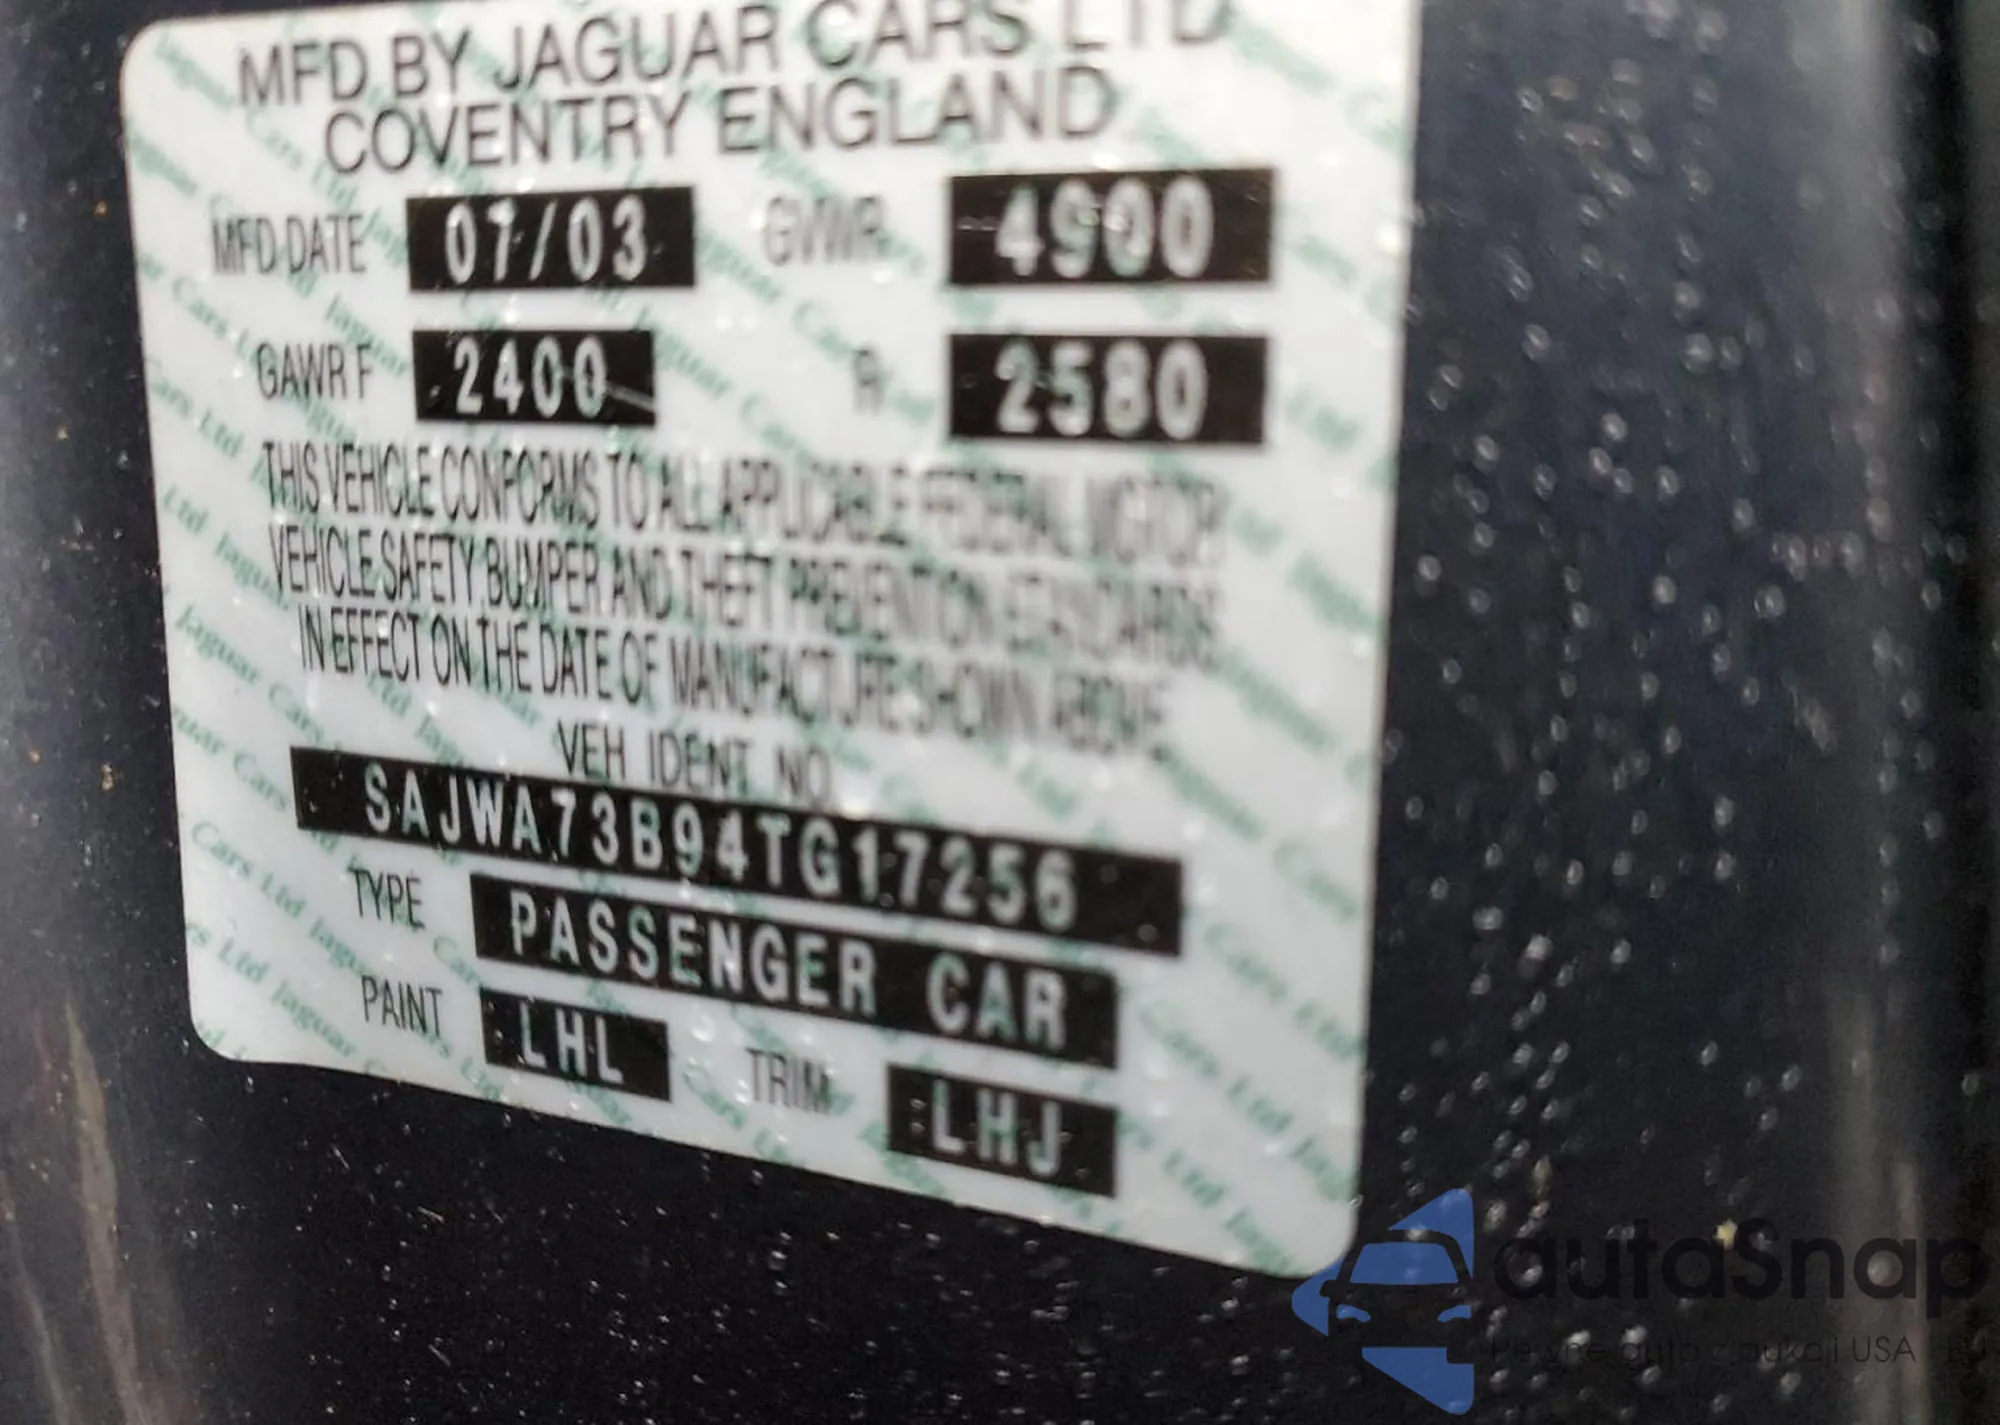 MFD BY JAGUAR CARS LTD
COVENTRY ENGLAND
MFD DATE 07/03 GVWR 4900
GAWR F 2400 R 2580
THIS VEHICLE CONFORMS TO ALL APPLICABLE FEDERAL MOTOR
VEHICLE SAFETY BUMPER AND THEFT PREVENTION STANDARDS
IN EFFECT ON THE DATE OF MANUFACTURE SHOWN ABOVE
VEH IDENT NO
SAJWA73B94TG17256
TYPE PASSENGER CAR
PAINT LHL TRIM LHJ
autoSnap
USA